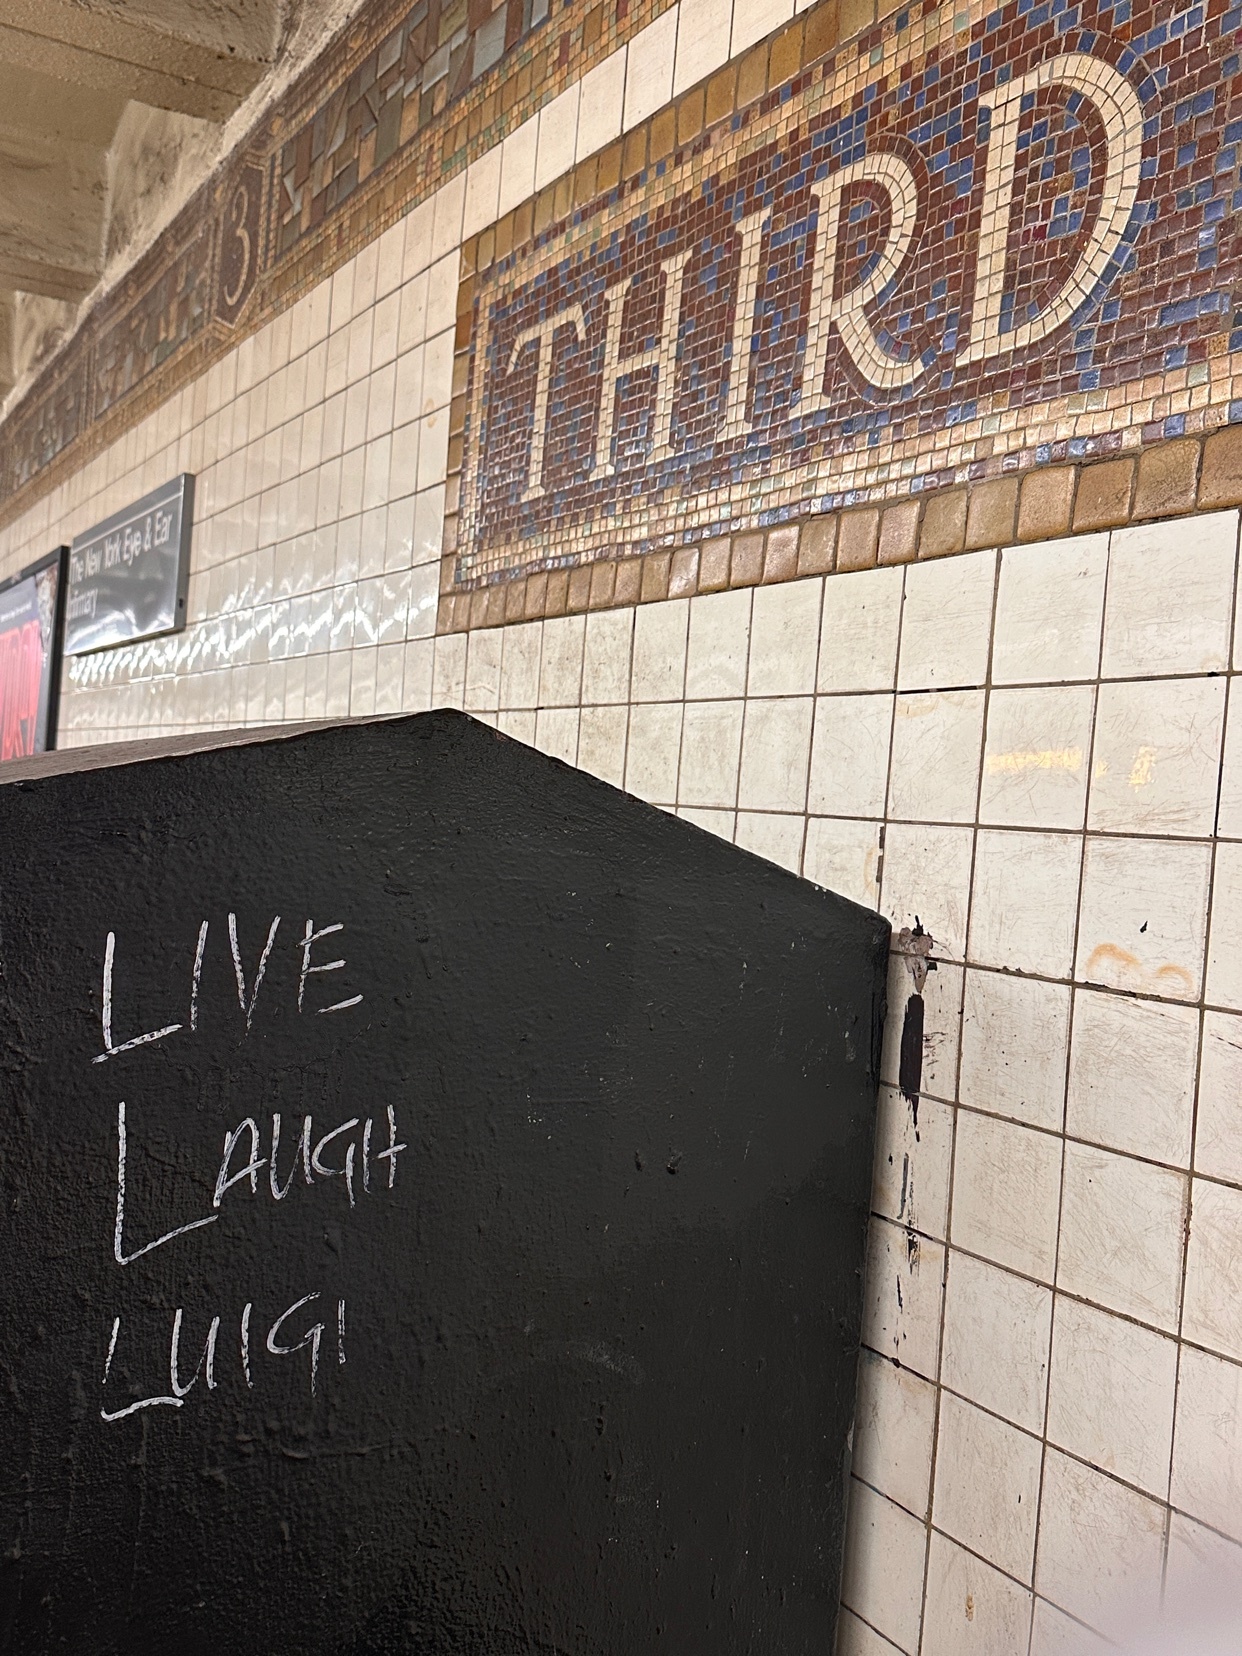 3
THIRD
The New York Eye & Ear
Infirmary
LIVE
LAUGH
LUIGI